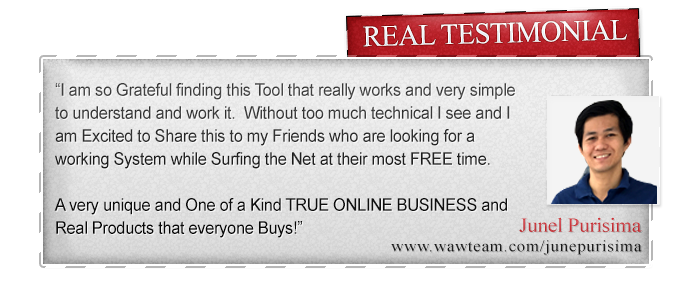 REAL TESTIMONIAL
“I am so Grateful finding this Tool that really works and very simple
to understand and work it.  Without too much technical I see and I
am Excited to Share this to my Friends who are looking for a
working System while Surfing the Net at their most FREE time.
A very unique and One of a Kind TRUE ONLINE BUSINESS and
Real Products that everyone Buys!”
Junel Purisima
www.wawteam.com/junepurisima